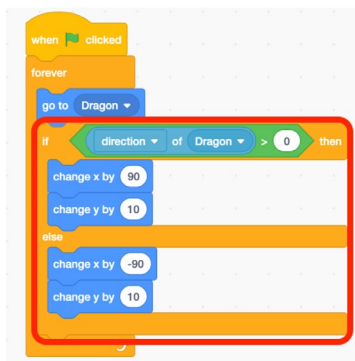 when clicked
forever
go to Dragon
if direction of Dragon > 0 then
change x by 90
change y by 10
else
change x by -90
change y by 10